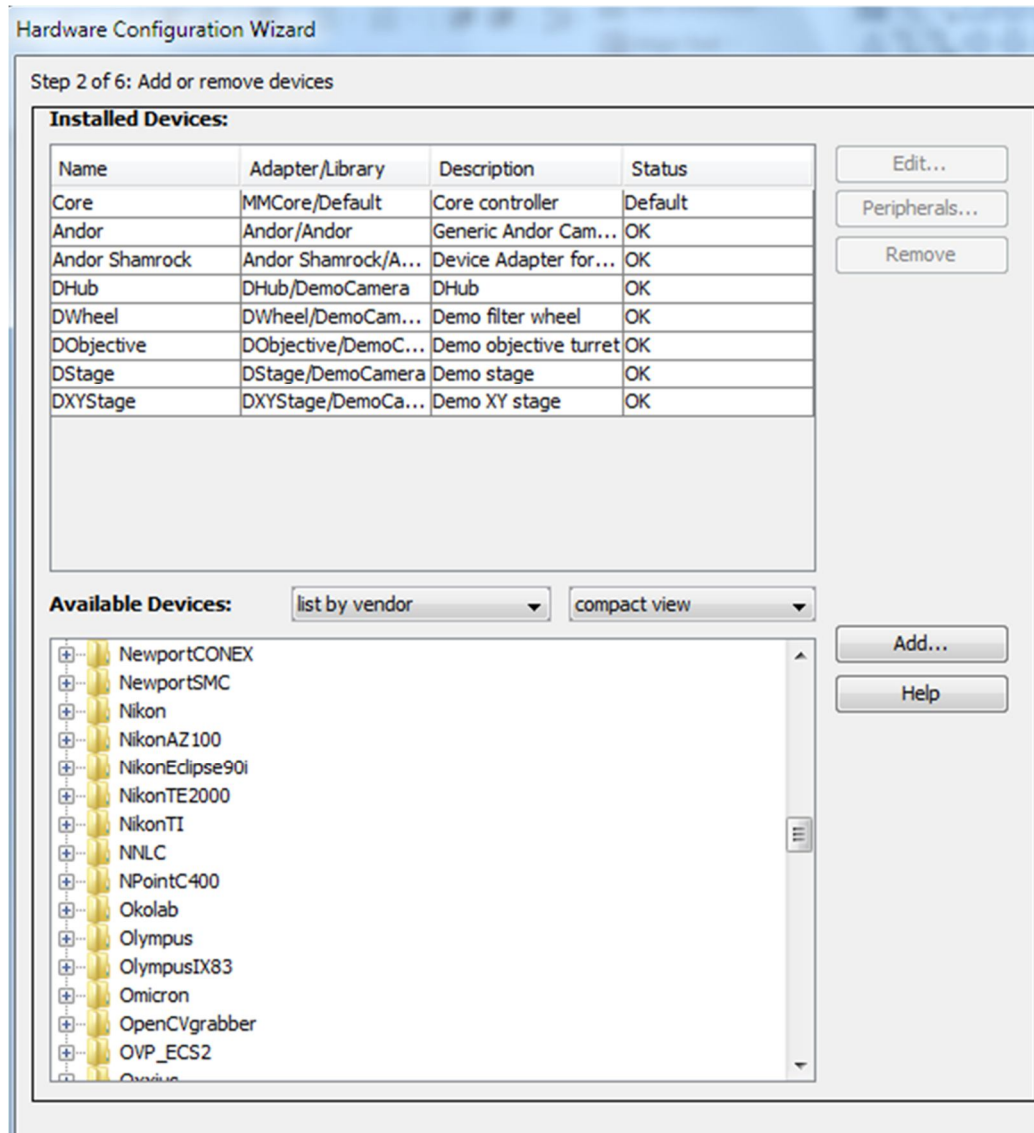 Hardware Configuration Wizard
Step 2 of 6: Add or remove devices
Installed Devices:
Name Adapter/Library Description Status
Core MMCore/Default Core controller Default
Andor Andor/Andor Generic Andor Cam... OK
Andor Shamrock Andor Shamrock/A... Device Adapter for... OK
DHub DHub/DemoCamera DHub OK
DWheel DWheel/DemoCam... Demo filter wheel OK
DObjective DObjective/DemoC... Demo objective turret OK
DStage DStage/DemoCamera Demo stage OK
DXYStage DXYStage/DemoCa... Demo XY stage OK
Edit...
Peripherals...
Remove
Available Devices: list by vendor compact view
NewportCONEX
NewportSMC
Nikon
NikonAZ100
NikonEclipse90i
NikonTE2000
NikonTI
NNLC
NPointC400
Okolab
Olympus
OlympusIX83
Omicron
OpenCVgrabber
OVP_ECS2
Add...
Help